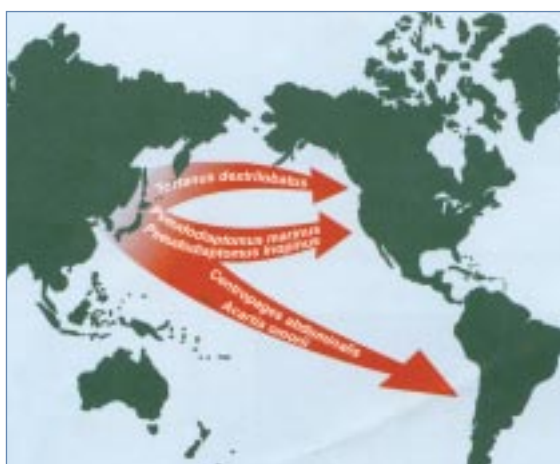 Tortanus dextrilobatus
Pseudodiaptomus marinus
Pseudodiaptomus inopinus
Centropages abdominalis
Acartia omorii